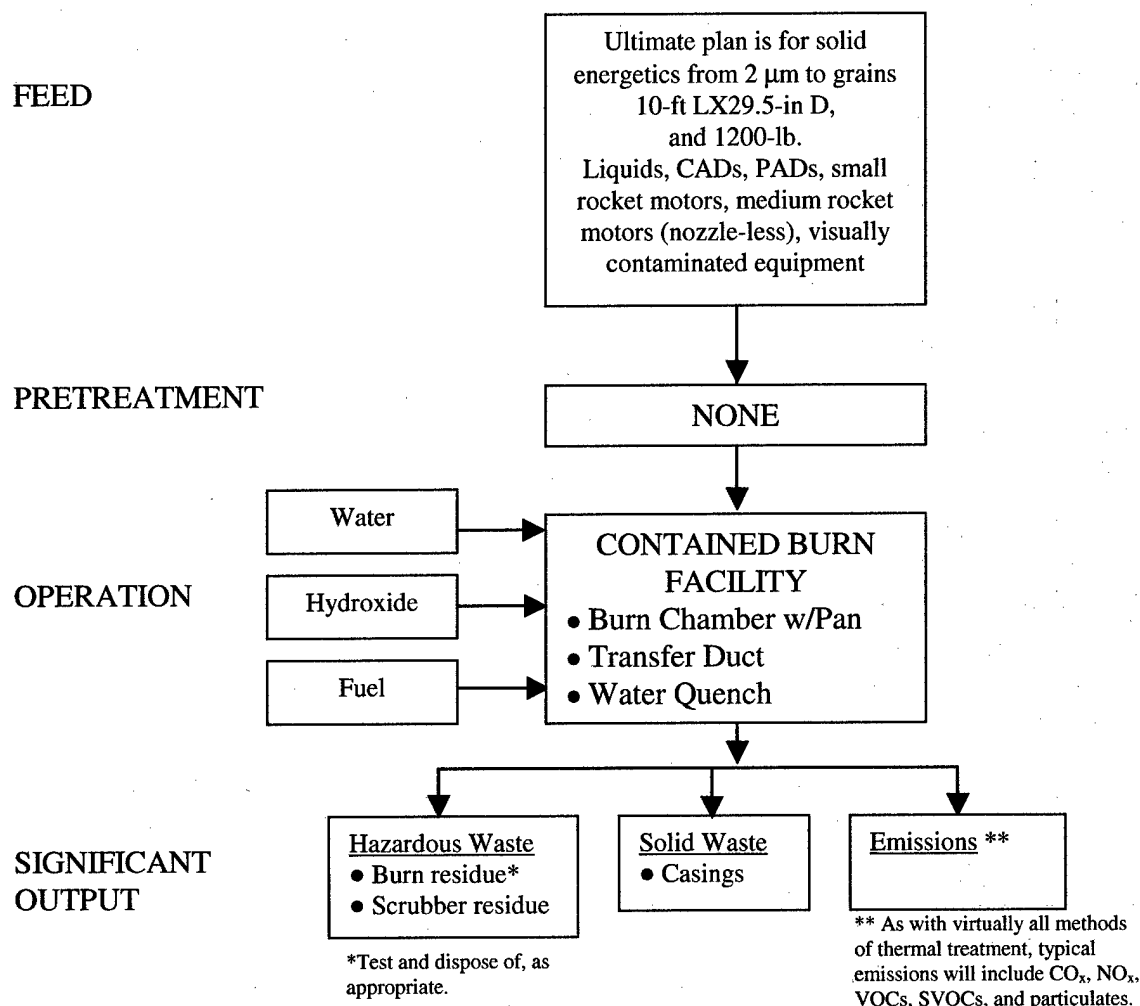 FEED
Ultimate plan is for solid
energetics from 2 µm to grains
10-ft LX29.5-in D,
and 1200-lb.
Liquids, CADs, PADs, small
rocket motors, medium rocket
motors (nozzle-less), visually
contaminated equipment
PRETREATMENT
NONE
OPERATION
Water
Hydroxide
Fuel
CONTAINED BURN
FACILITY
● Burn Chamber w/Pan
● Transfer Duct
● Water Quench
SIGNIFICANT
OUTPUT
Hazardous Waste
● Burn residue*
● Scrubber residue
*Test and dispose of, as
appropriate.
Solid Waste
● Casings
Emissions **
** As with virtually all methods
of thermal treatment, typical
emissions will include COx, NOx,
VOCs, SVOCs, and particulates.